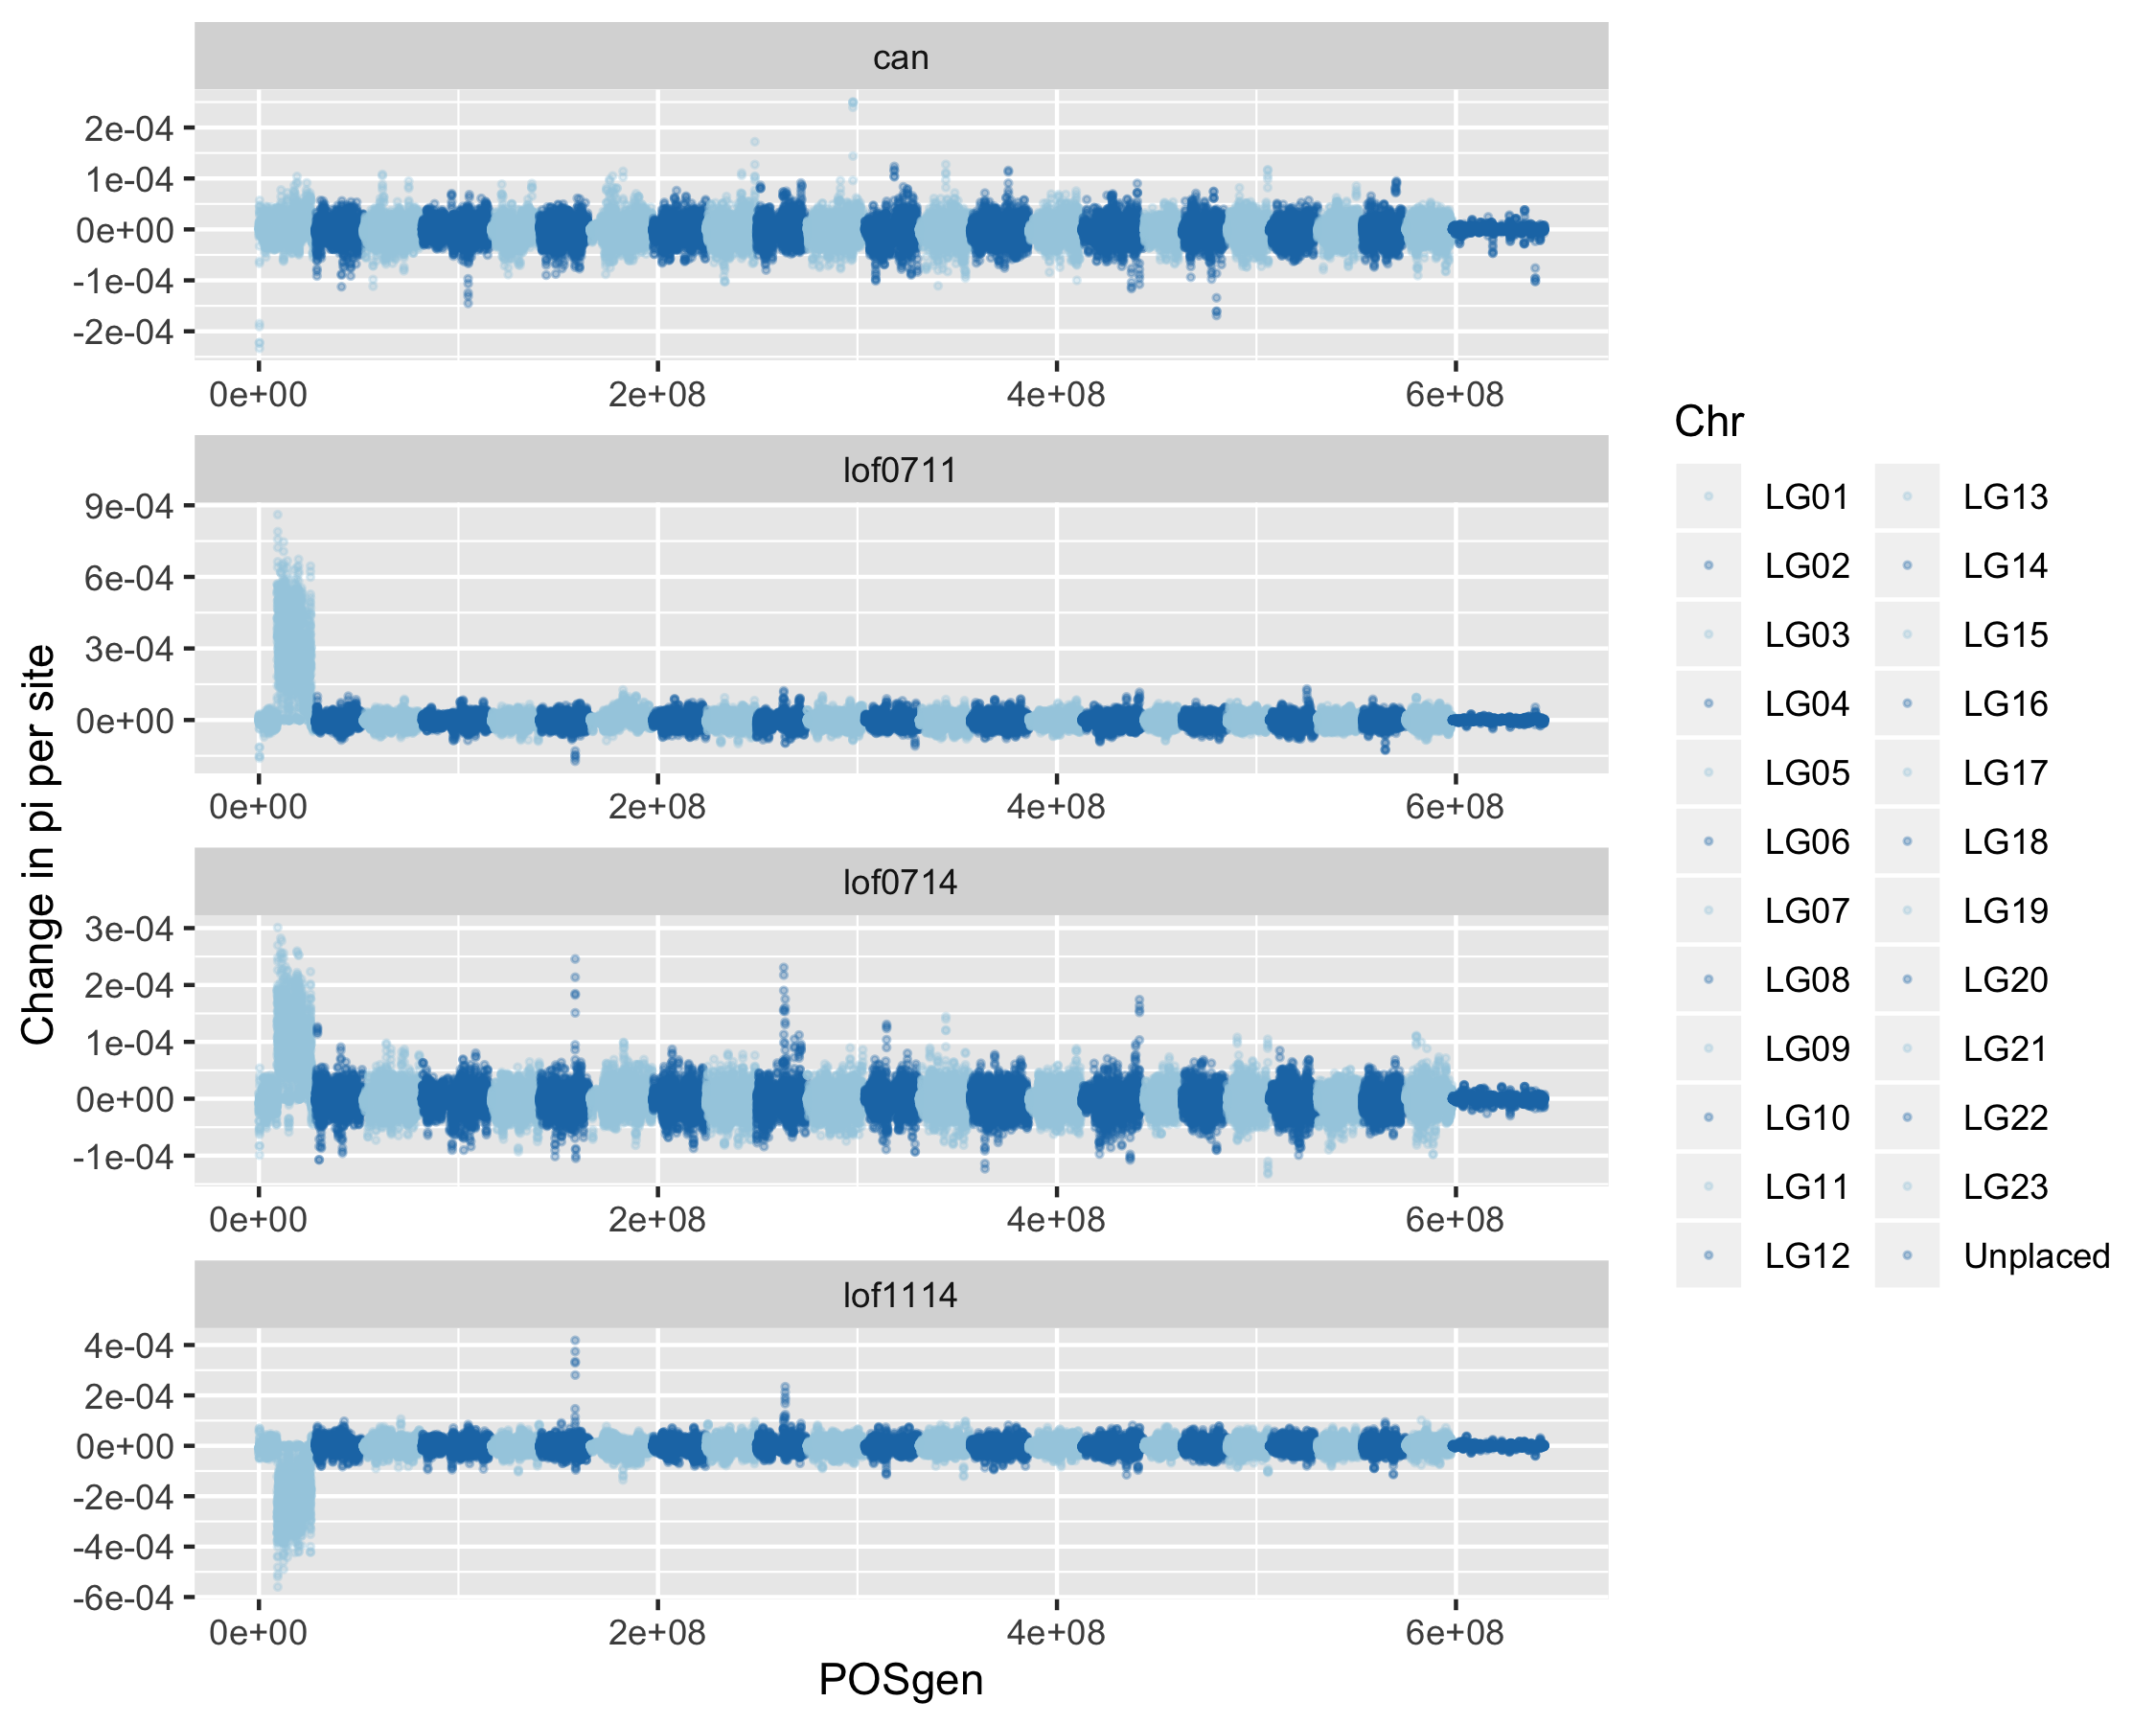 can
2e-04
1e-04
0e+00
-1e-04
-2e-04
0e+00 2e+08 4e+08 6e+08
lof0711
9e-04
6e-04
3e-04
0e+00
0e+00 2e+08 4e+08 6e+08
lof0714
3e-04
2e-04
1e-04
0e+00
-1e-04
0e+00 2e+08 4e+08 6e+08
lof1114
4e-04
2e-04
0e+00
-2e-04
-4e-04
-6e-04
0e+00 2e+08 4e+08 6e+08
POSgen
Change in pi per site
Chr
LG01 LG13
LG02 LG14
LG03 LG15
LG04 LG16
LG05 LG17
LG06 LG18
LG07 LG19
LG08 LG20
LG09 LG21
LG10 LG22
LG11 LG23
LG12 Unplaced